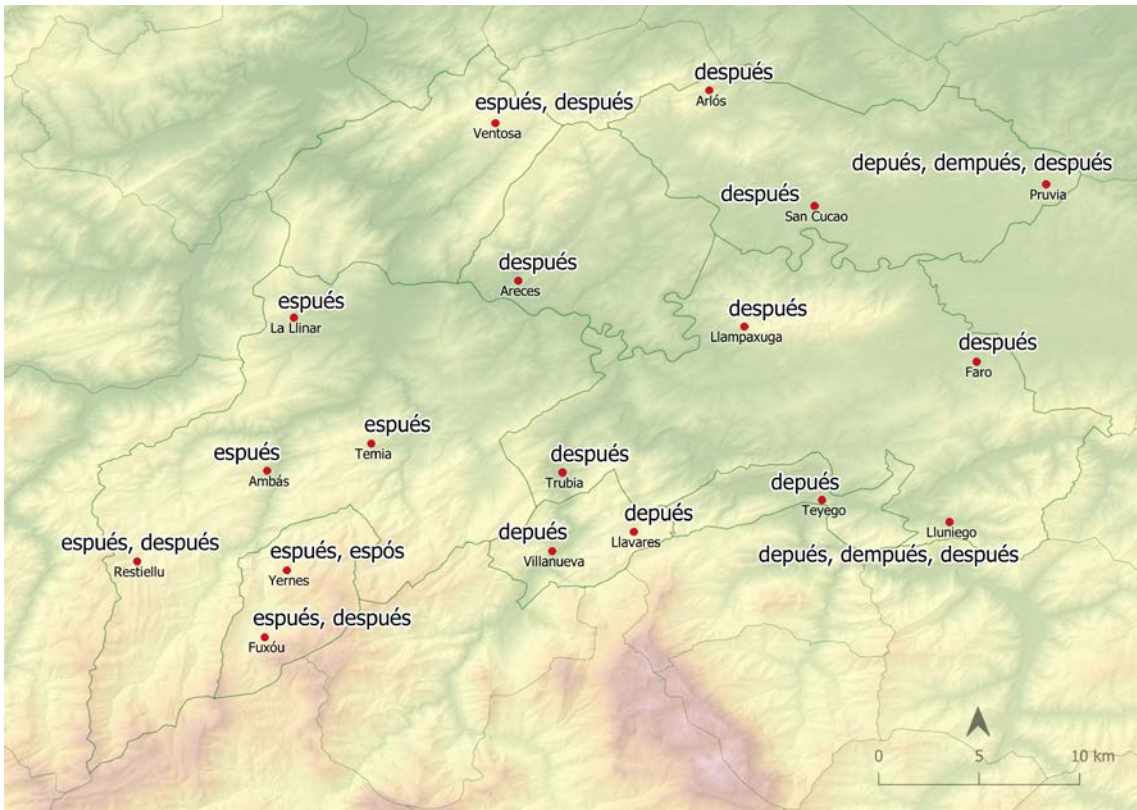 después
Arlós
espués, después
Ventosa
depués, dempués, después
Pruvia
después
San Cucao
después
Areces
espués
La Llinar
después
Llampaxuga
después
Faro
espués
Temia
espués
Ambás
después
Trubia
depués
Teyego
depués
Llavares
Lluniego
depués, dempués, después
depués
Villanueva
espués, después
Restiellu
espués, espós
Yernes
espués, después
Fuxóu
0 5 10 km